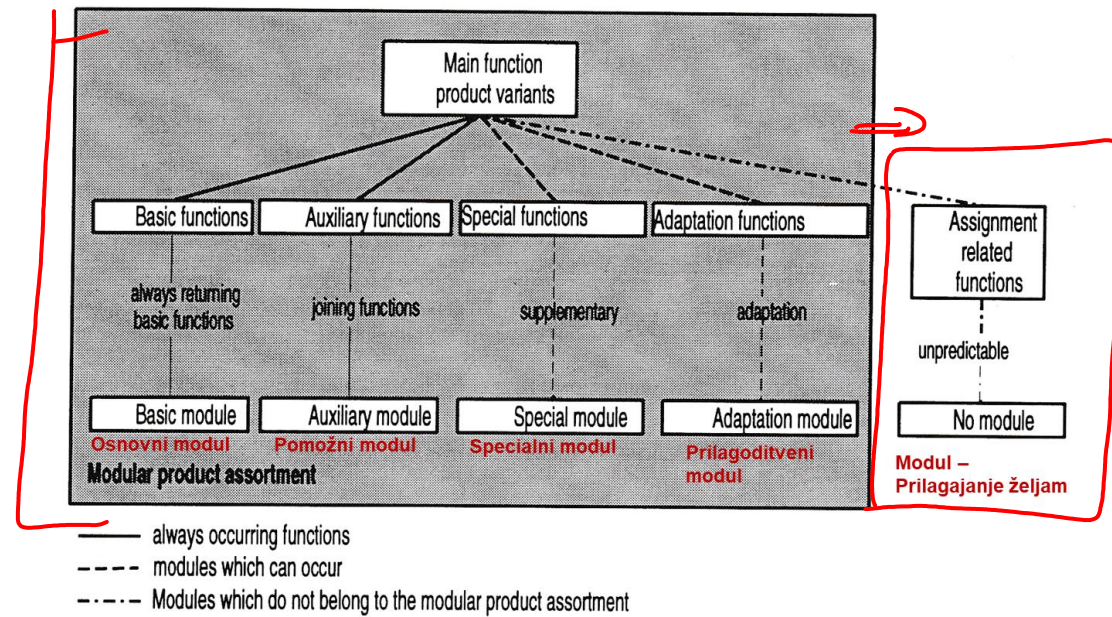 Main function
product variants
Basic functions
Auxiliary functions
Special functions
Adaptation functions
Assignment
related
functions
always returning
basic functions
joining functions
supplementary
adaptation
unpredictable
Basic module
Auxiliary module
Special module
Adaptation module
No module
Osnovni modul
Pomožni modul
Specialni modul
Prilagoditveni
modul
Modul –
Prilagajanje željam
Modular product assortment
always occurring functions
modules which can occur
Modules which do not belong to the modular product assortment